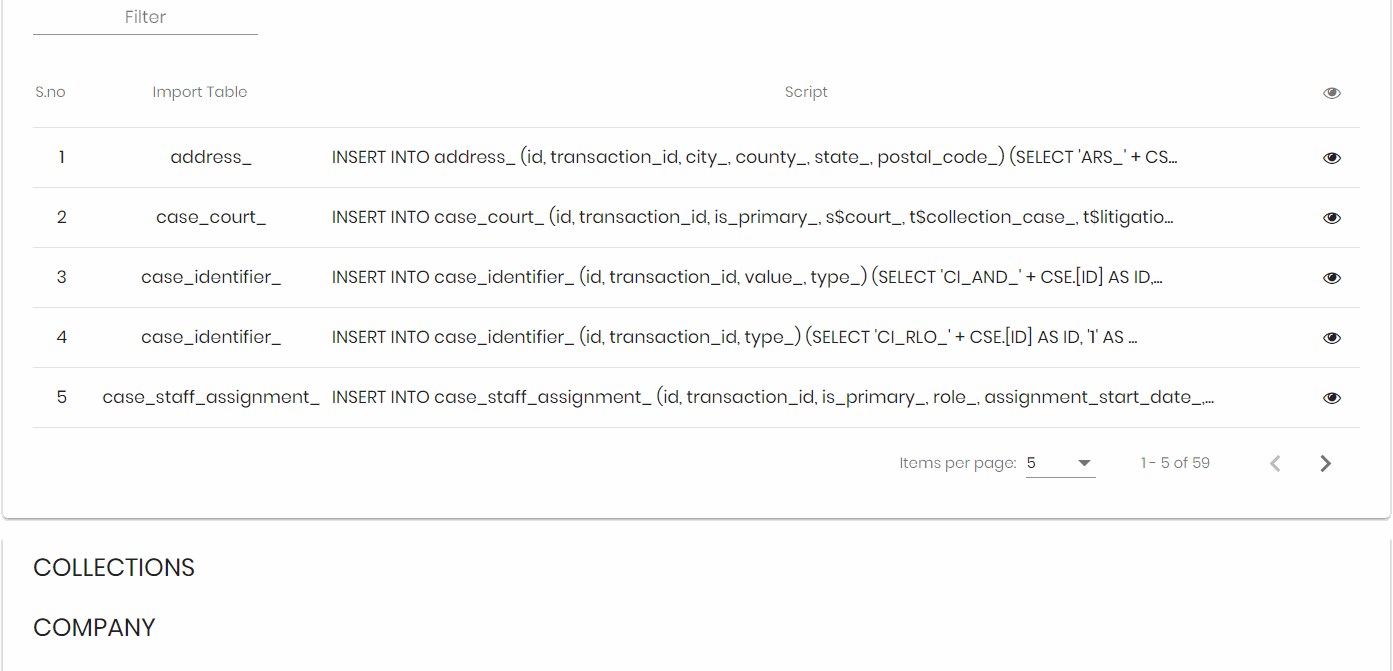 Filter
S.no Import Table Script
1 address_ INSERT INTO address_ (id, transaction_id, city_, county_, state_, postal_code_) (SELECT 'ARS_' + CS...
2 case_court_ INSERT INTO case_court_ (id, transaction_id, is_primary_, s$court_, t$collection_case_, t$litigatio...
3 case_identifier_ INSERT INTO case_identifier_ (id, transaction_id, value_, type_) (SELECT 'CI_AND_' + CSE.[ID] AS ID,...
4 case_identifier_ INSERT INTO case_identifier_ (id, transaction_id, type_) (SELECT 'CI_RLO_' + CSE.[ID] AS ID, '1' AS ...
5 case_staff_assignment_ INSERT INTO case_staff_assignment_ (id, transaction_id, is_primary_, role_, assignment_start_date_,...
Items per page: 5 1 - 5 of 59
COLLECTIONS
COMPANY